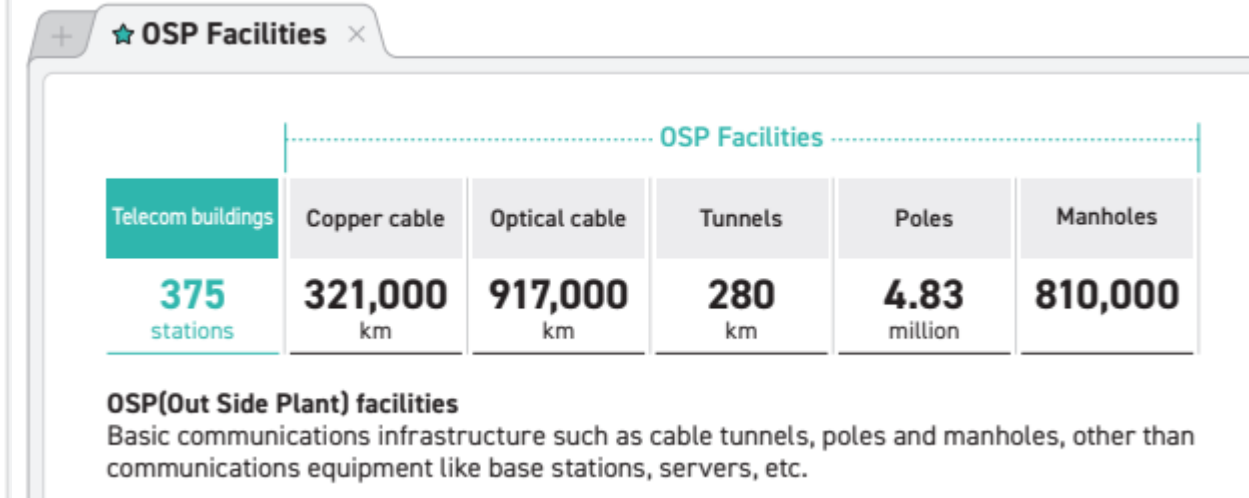 OSP Facilities
OSP Facilities
Telecom buildings Copper cable Optical cable Tunnels Poles Manholes
375 321,000 917,000 280 4.83 810,000
stations km km km million
OSP(Out Side Plant) facilities
Basic communications infrastructure such as cable tunnels, poles and manholes, other than
communications equipment like base stations, servers, etc.